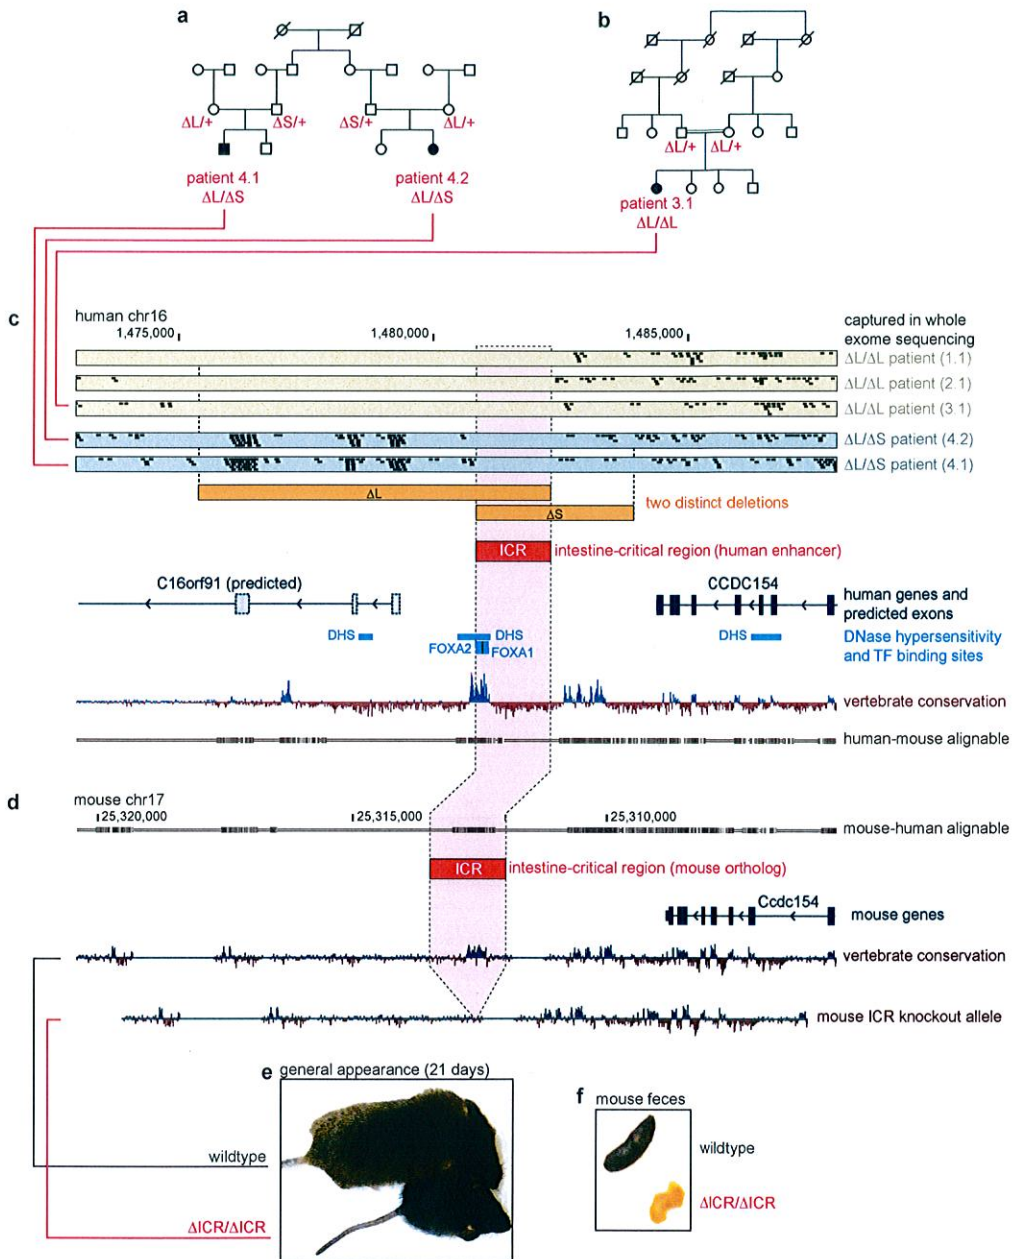 a
b
ΔL/+
ΔS/+
ΔS/+
ΔL/+
patient 4.1
ΔL/ΔS
patient 4.2
ΔL/ΔS
ΔL/+
ΔL/+
patient 3.1
ΔL/ΔL
c
human chr16
1,475,000
1,480,000
1,485,000
captured in whole
exome sequencing
ΔL/ΔL patient (1.1)
ΔL/ΔL patient (2.1)
ΔL/ΔL patient (3.1)
ΔL/ΔS patient (4.2)
ΔL/ΔS patient (4.1)
ΔL
ΔS
two distinct deletions
ICR
intestine-critical region (human enhancer)
C16orf91 (predicted)
CCDC154
human genes and
predicted exons
DHS
DHS
FOXA2
FOXA1
DHS
DNase hypersensitivity
and TF binding sites
vertebrate conservation
human-mouse alignable
d
mouse chr17
25,320,000
25,315,000
25,310,000
mouse-human alignable
ICR
intestine-critical region (mouse ortholog)
Ccdc154
mouse genes
vertebrate conservation
mouse ICR knockout allele
e
general appearance (21 days)
wildtype
ΔICR/ΔICR
f
mouse feces
wildtype
ΔICR/ΔICR